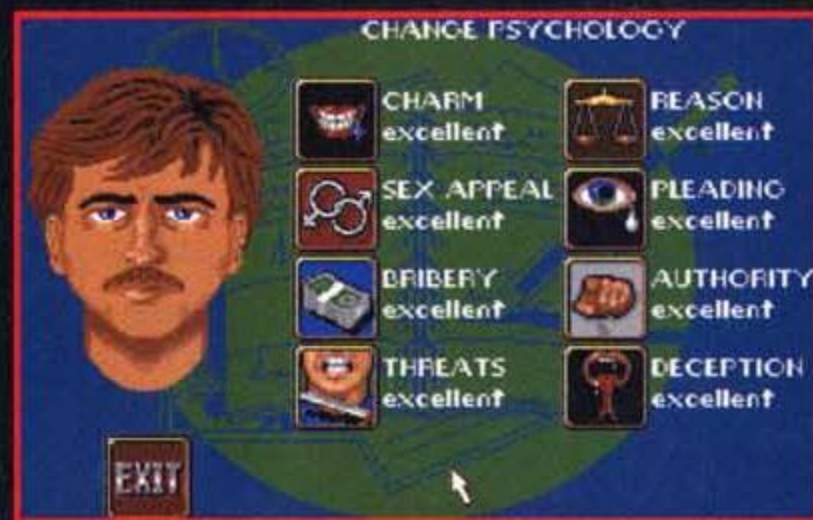 CHANGE PSYCHOLOGY
CHARM
excellent
REASON
excellent
SEX APPEAL
excellent
PLEADING
excellent
BRIBERY
excellent
AUTHORITY
excellent
THREATS
excellent
DECEPTION
excellent
EXIT